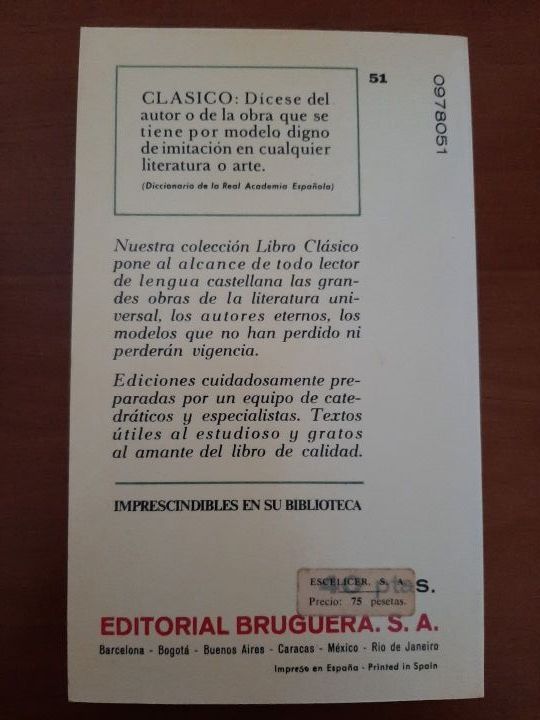 51
0978051
CLASICO: Dícese del
autor o de la obra que se
tiene por modelo digno
de imitación en cualquier
literatura o arte.
(Diccionario de la Real Academia Española)
Nuestra colección Libro Clásico
pone al alcance de todo lector
de lengua castellana las gran-
des obras de la literatura uni-
versal, los autores eternos, los
modelos que no han perdido ni
perderán vigencia.
Ediciones cuidadosamente pre-
paradas por un equipo de cate-
dráticos y especialistas. Textos
útiles al estudioso y gratos
al amante del libro de calidad.
IMPRESCINDIBLES EN SU BIBLIOTECA
ptas.
ESCELICER. S. A.
Precio: 75 pesetas.
EDITORIAL BRUGUERA. S. A.
Barcelona - Bogotá - Buenos Aires - Caracas - México - Rio de Janeiro
Impreso en España - Printed in Spain